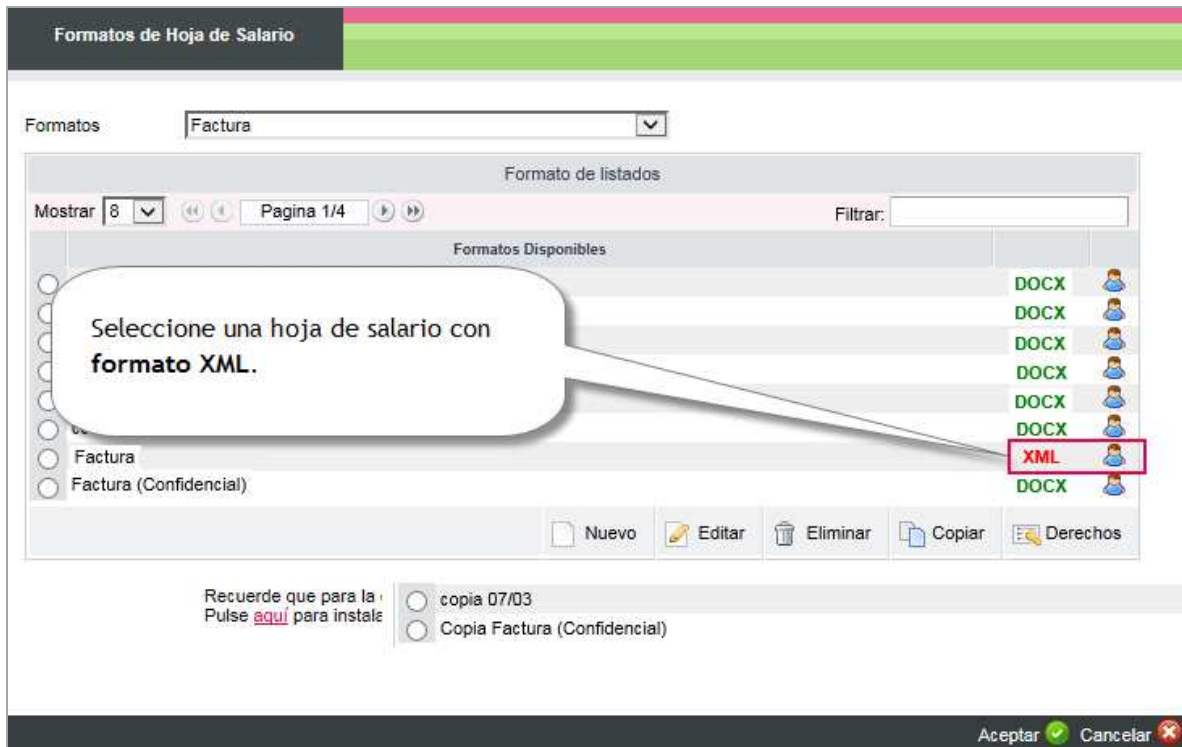 Formatos de Hoja de Salario
Formatos Factura
Formato de listados
Mostrar 8 Pagina 1/4 Filtrar:
Formatos Disponibles
DOCX
DOCX
Seleccione una hoja de salario con
formato XML.
DOCX
DOCX
DOCX
DOCX
Factura XML
Factura (Confidencial) DOCX
Nuevo Editar Eliminar Copiar Derechos
Recuerde que para la
Pulse aquí para instala
copia 07/03
Copia Factura (Confidencial)
Aceptar Cancelar